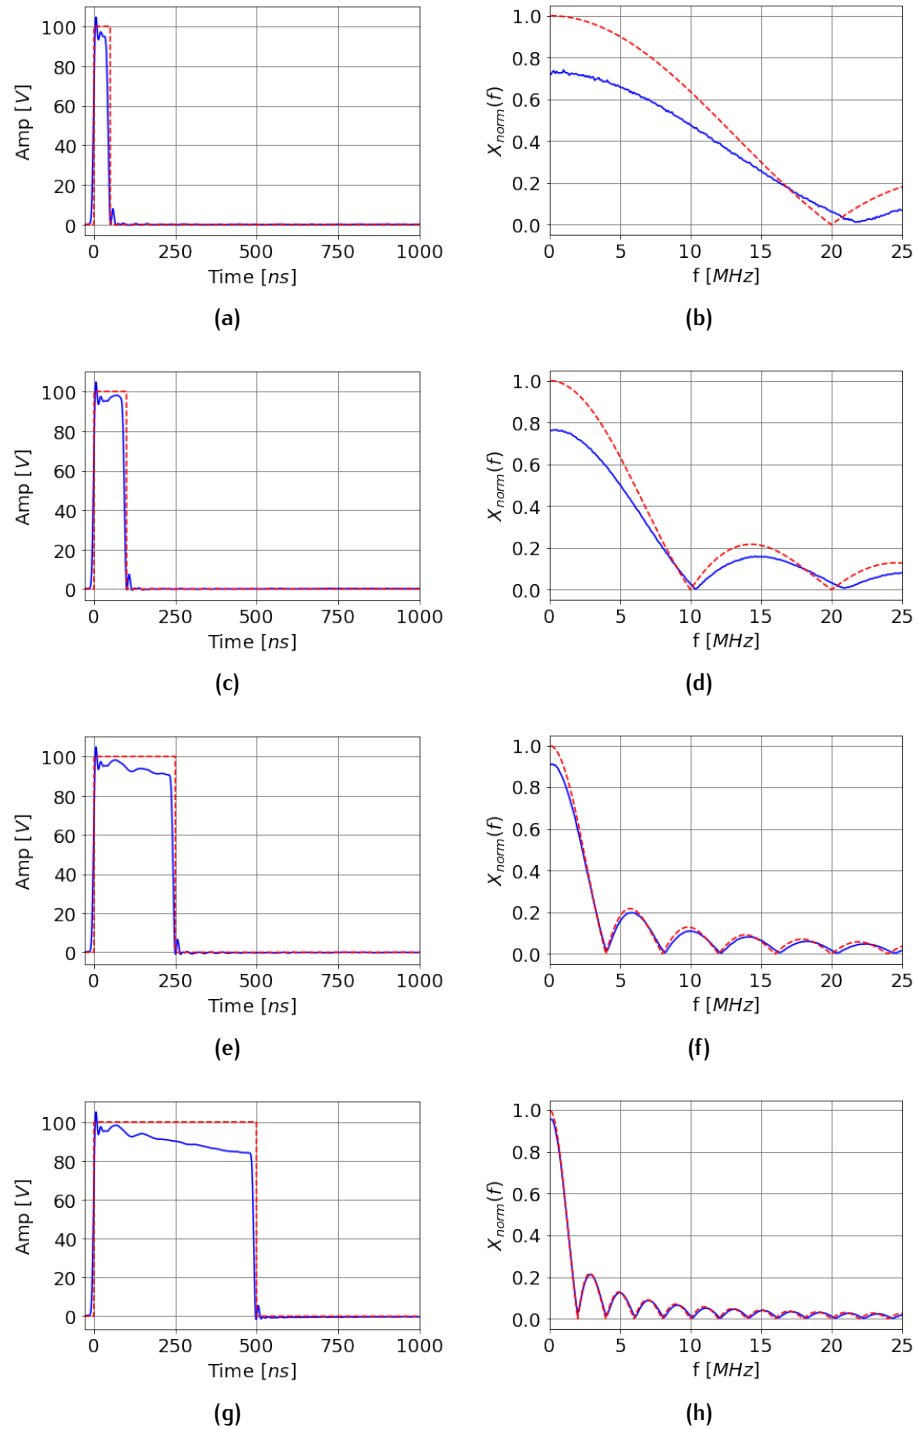 100
80
60
40
20
0
Amp [V]
0 250 500 750 1000
Time [ns]
(a)
1.0
0.8
0.6
0.4
0.2
0.0
X_norm(f)
0 5 10 15 20 25
f [MHz]
(b)
100
80
60
40
20
0
Amp [V]
0 250 500 750 1000
Time [ns]
(c)
1.0
0.8
0.6
0.4
0.2
0.0
X_norm(f)
0 5 10 15 20 25
f [MHz]
(d)
100
80
60
40
20
0
Amp [V]
0 250 500 750 1000
Time [ns]
(e)
1.0
0.8
0.6
0.4
0.2
0.0
X_norm(f)
0 5 10 15 20 25
f [MHz]
(f)
100
80
60
40
20
0
Amp [V]
0 250 500 750 1000
Time [ns]
(g)
1.0
0.8
0.6
0.4
0.2
0.0
X_norm(f)
0 5 10 15 20 25
f [MHz]
(h)